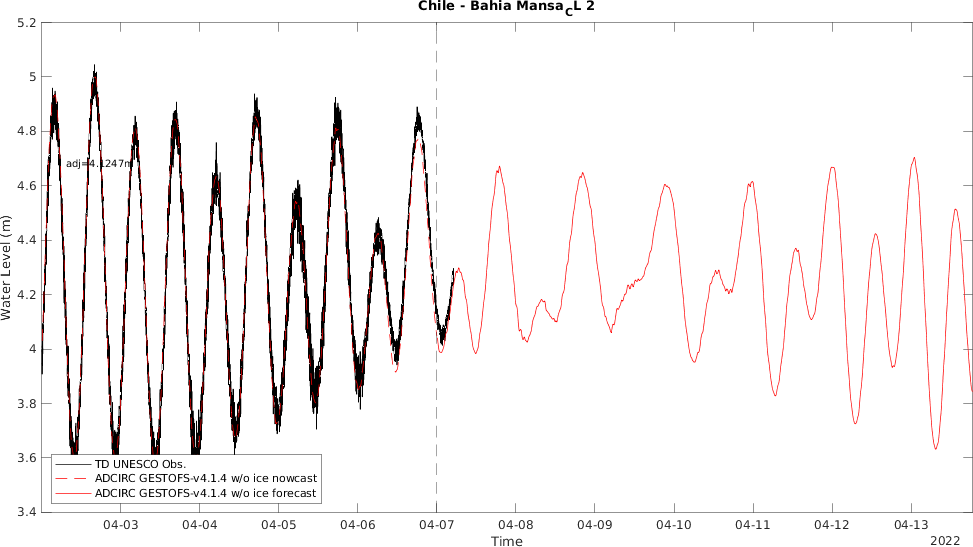 Chile - Bahia Mansa_CL 2
5.2
5
4.8
4.6
4.4
4.2
4
3.8
3.6
3.4
Water Level (m)
adj=4.1247m
TD UNESCO Obs.
ADCIRC GESTOFS-v4.1.4 w/o ice nowcast
ADCIRC GESTOFS-v4.1.4 w/o ice forecast
04-03 04-04 04-05 04-06 04-07 04-08 04-09 04-10 04-11 04-12 04-13
Time
2022